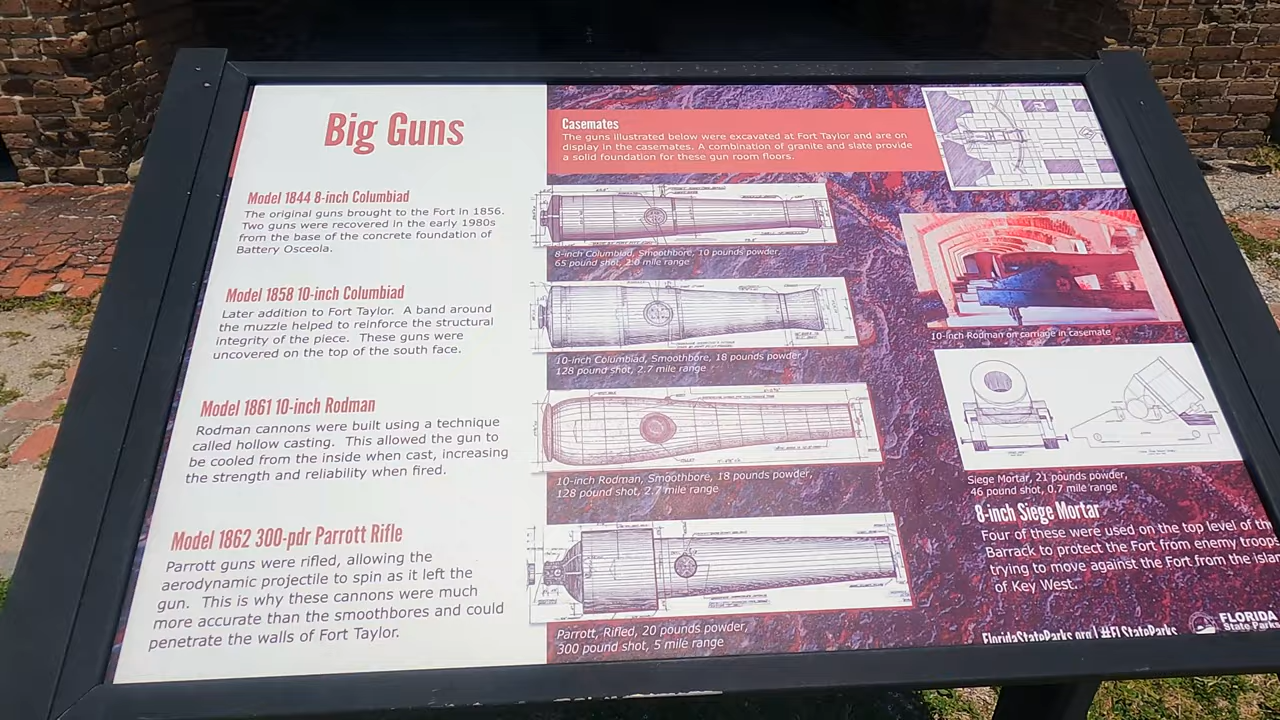 Big Guns
Model 1844 8-inch Columbiad
The original guns brought to the Fort in 1856.
Two guns were recovered in the early 1980s
from the base of the concrete foundation of
Battery Osceola.
Model 1858 10-inch Columbiad
Later addition to Fort Taylor. A band around
the muzzle helped to reinforce the structural
integrity of the piece. These guns were
uncovered on the top of the south face.
Model 1861 10-inch Rodman
Rodman cannons were built using a technique
called hollow casting. This allowed the gun to
be cooled from the inside when cast, increasing
the strength and reliability when fired.
Model 1862 300-pdr Parrott Rifle
Parrott guns were rifled, allowing the
aerodynamic projectile to spin as it left the
gun. This is why these cannons were much
more accurate than the smoothbores and could
penetrate the walls of Fort Taylor.
Casemates
The guns illustrated below were excavated at Fort Taylor and are on
display in the casemates. A combination of granite and slate provide
a solid foundation for these gun room floors.
8-inch Columbiad, Smoothbore, 10 pounds powder,
65 pound shot, 2.0 mile range
10-inch Columbiad, Smoothbore, 18 pounds powder,
128 pound shot, 2.7 mile range
10-inch Rodman, Smoothbore, 18 pounds powder,
128 pound shot, 2.7 mile range
Parrott, Rifled, 20 pounds powder,
300 pound shot, 5 mile range
10-inch Rodman on carriage in casemate
Siege Mortar, 21 pounds powder,
46 pound shot, 0.7 mile range
8-inch Siege Mortar
Four of these were used on the top level of the
Barrack to protect the Fort from enemy troops
trying to move against the Fort from the island
of Key West.
FloridaStateParks.org | #FLStateParks
FLORIDA
State Parks